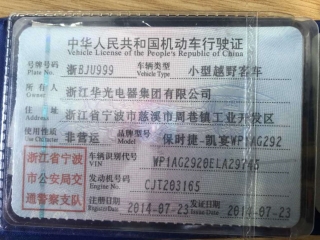 中华人民共和国机动车行驶证
Vehicle License of the People's Republic of China
号牌号码 浙BJU999 车辆类型 小型越野客车
Plate No. Vehicle Type
所有人 浙江华光电器集团有限公司
Owner
住址 浙江省宁波市慈溪市周巷镇工业开发区
Address
使用性质 非营运 品牌型号 保时捷-凯宴WP1AG292
Use Character Model
浙江省宁波 车辆识别代号 WP1AG2920ELA29745
VIN
市公安局交 发动机号码 CJT203165
Engine No.
通警察支队 注册日期 2014-07-23 发证日期 2014-07-23
Register Date Issue Date